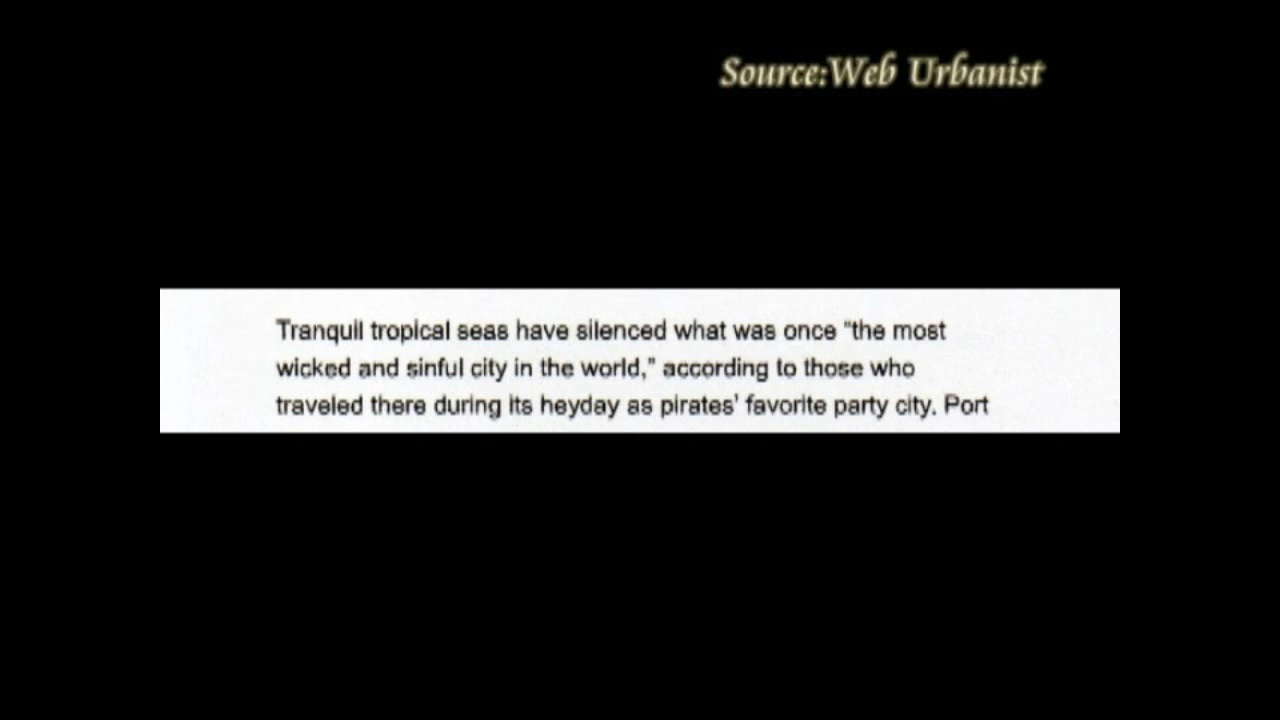 Source:Web Urbanist
Tranquil tropical seas have silenced what was once “the most
wicked and sinful city in the world,” according to those who
traveled there during its heyday as pirates’ favorite party city. Port